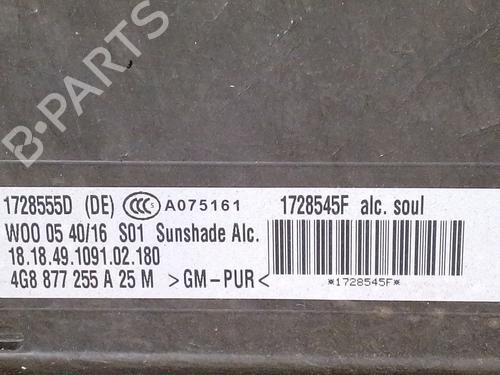 B-PARTS
1728555D (DE) CCC S A075161 1728545F alc. soul
WOO 05 40/16 S01 Sunshade Alc.
18.18.49.1091.02.180
4G8 877 255 A 25 M >GM-PUR< *1728545F*